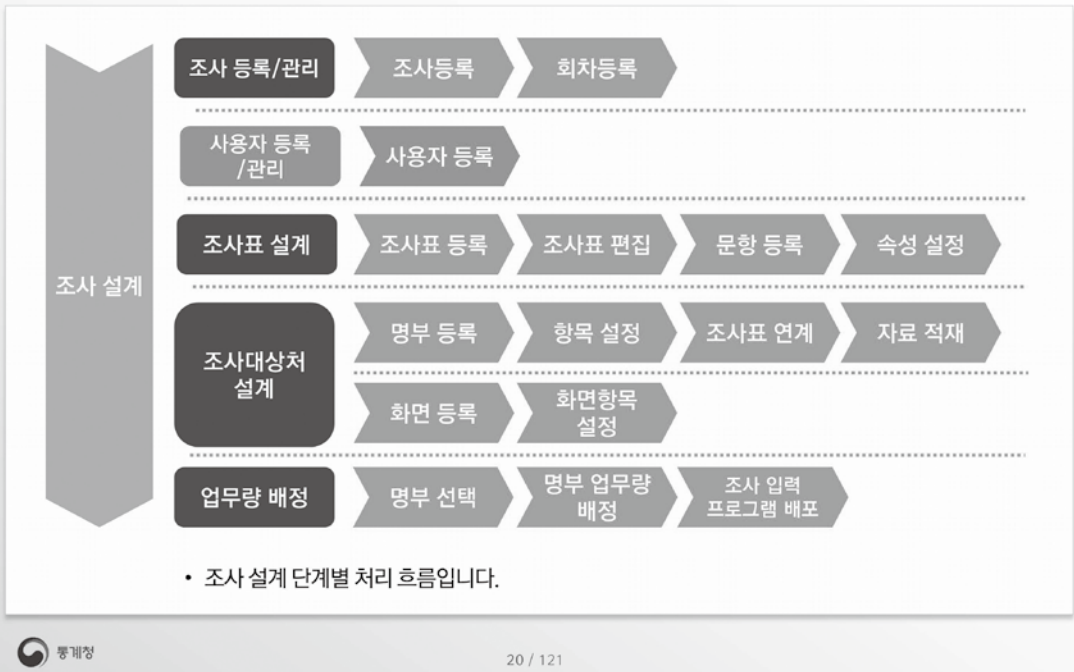 조사 설계
조사 등록/관리
조사등록
회차등록
사용자 등록
/관리
사용자 등록
조사표 설계
조사표 등록
조사표 편집
문항 등록
속성 설정
조사대상처
설계
명부 등록
항목 설정
조사표 연계
자료 적재
화면 등록
화면항목
설정
업무량 배정
명부 선택
명부 업무량
배정
조사 입력
프로그램 배포
• 조사 설계 단계별 처리 흐름입니다.
통계청
20 / 121